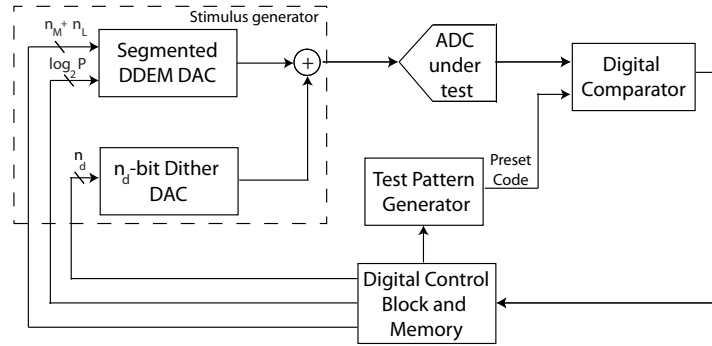 Stimulus generator
n_M + n_L
log_2 P
Segmented
DDEM DAC
+
ADC
under
test
Digital
Comparator
n_d
n_d-bit Dither
DAC
Test Pattern
Generator
Preset
Code
Digital Control
Block and
Memory